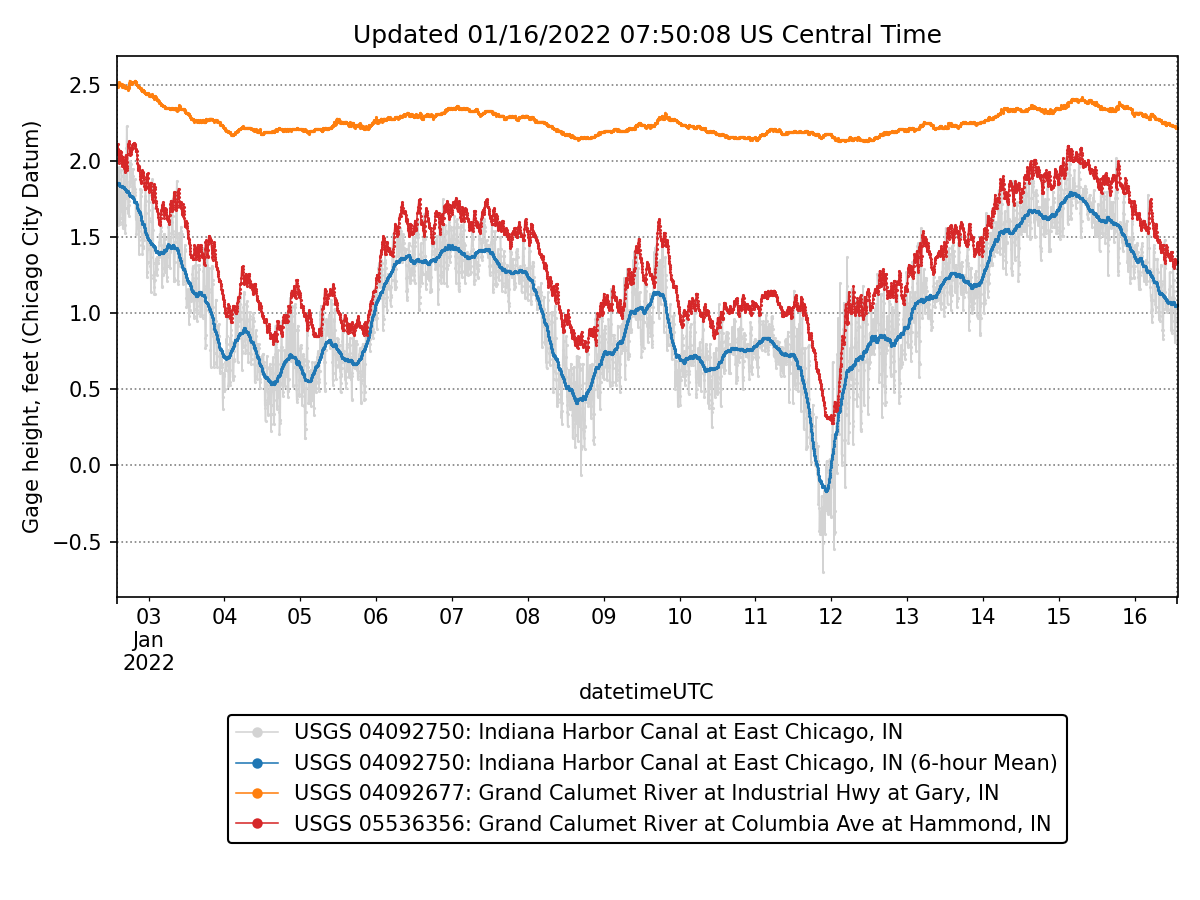 Updated 01/16/2022 07:50:08 US Central Time
Gage height, feet (Chicago City Datum)
2.5
2.0
1.5
1.0
0.5
0.0
−0.5
03 04 05 06 07 08 09 10 11 12 13 14 15 16
Jan
2022
datetimeUTC
USGS 04092750: Indiana Harbor Canal at East Chicago, IN
USGS 04092750: Indiana Harbor Canal at East Chicago, IN (6-hour Mean)
USGS 04092677: Grand Calumet River at Industrial Hwy at Gary, IN
USGS 05536356: Grand Calumet River at Columbia Ave at Hammond, IN